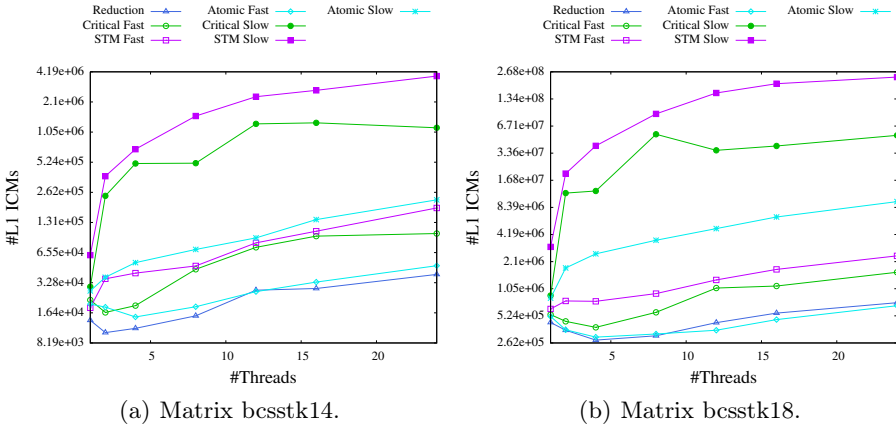 Reduction Atomic Fast Atomic Slow
Critical Fast Critical Slow
STM Fast STM Slow
4.19e+06
2.1e+06
1.05e+06
5.24e+05
2.62e+05
1.31e+05
6.55e+04
3.28e+04
1.64e+04
8.19e+03
#L1 ICMs
5 10 15 20
#Threads
(a) Matrix bcsstk14.
Reduction Atomic Fast Atomic Slow
Critical Fast Critical Slow
STM Fast STM Slow
2.68e+08
1.34e+08
6.71e+07
3.36e+07
1.68e+07
8.39e+06
4.19e+06
2.1e+06
1.05e+06
5.24e+05
2.62e+05
#L1 ICMs
5 10 15 20
#Threads
(b) Matrix bcsstk18.